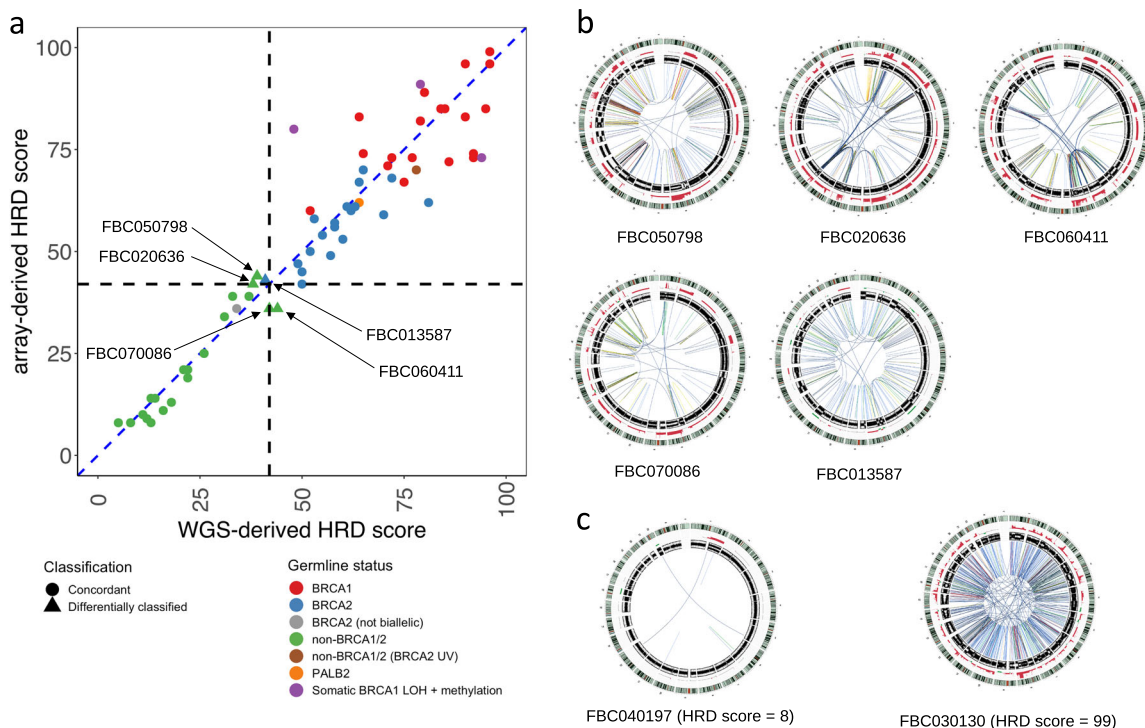 a
array-derived HRD score
100
75
50
25
0
FBC050798
FBC020636
FBC070086
FBC013587
FBC060411
0
25
50
75
100
WGS-derived HRD score
Classification
Concordant
Differentially classified
Germline status
BRCA1
BRCA2
BRCA2 (not biallelic)
non-BRCA1/2
non-BRCA1/2 (BRCA2 UV)
PALB2
Somatic BRCA1 LOH + methylation
b
FBC050798
FBC020636
FBC060411
FBC070086
FBC013587
c
FBC040197 (HRD score = 8)
FBC030130 (HRD score = 99)